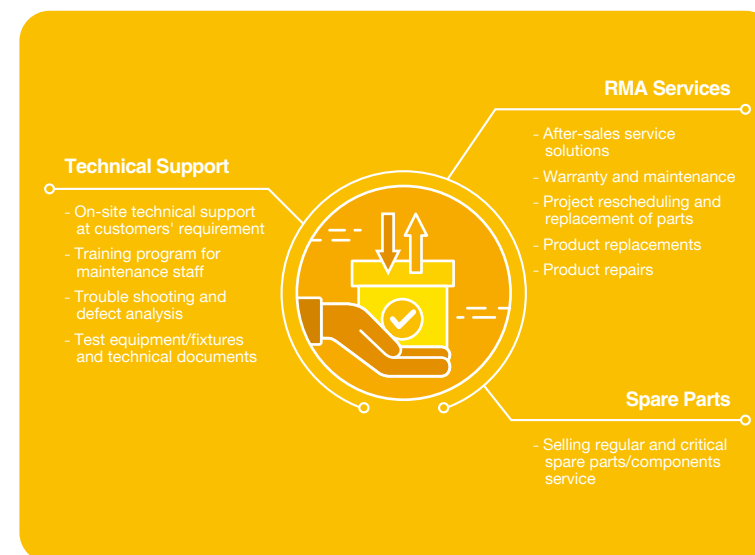 Technical Support
- On-site technical support
at customers' requirement
- Training program for
maintenance staff
- Trouble shooting and
defect analysis
- Test equipment/fixtures
and technical documents
RMA Services
- After-sales service
solutions
- Warranty and maintenance
- Project rescheduling and
replacement of parts
- Product replacements
- Product repairs
Spare Parts
- Selling regular and critical
spare parts/components
service